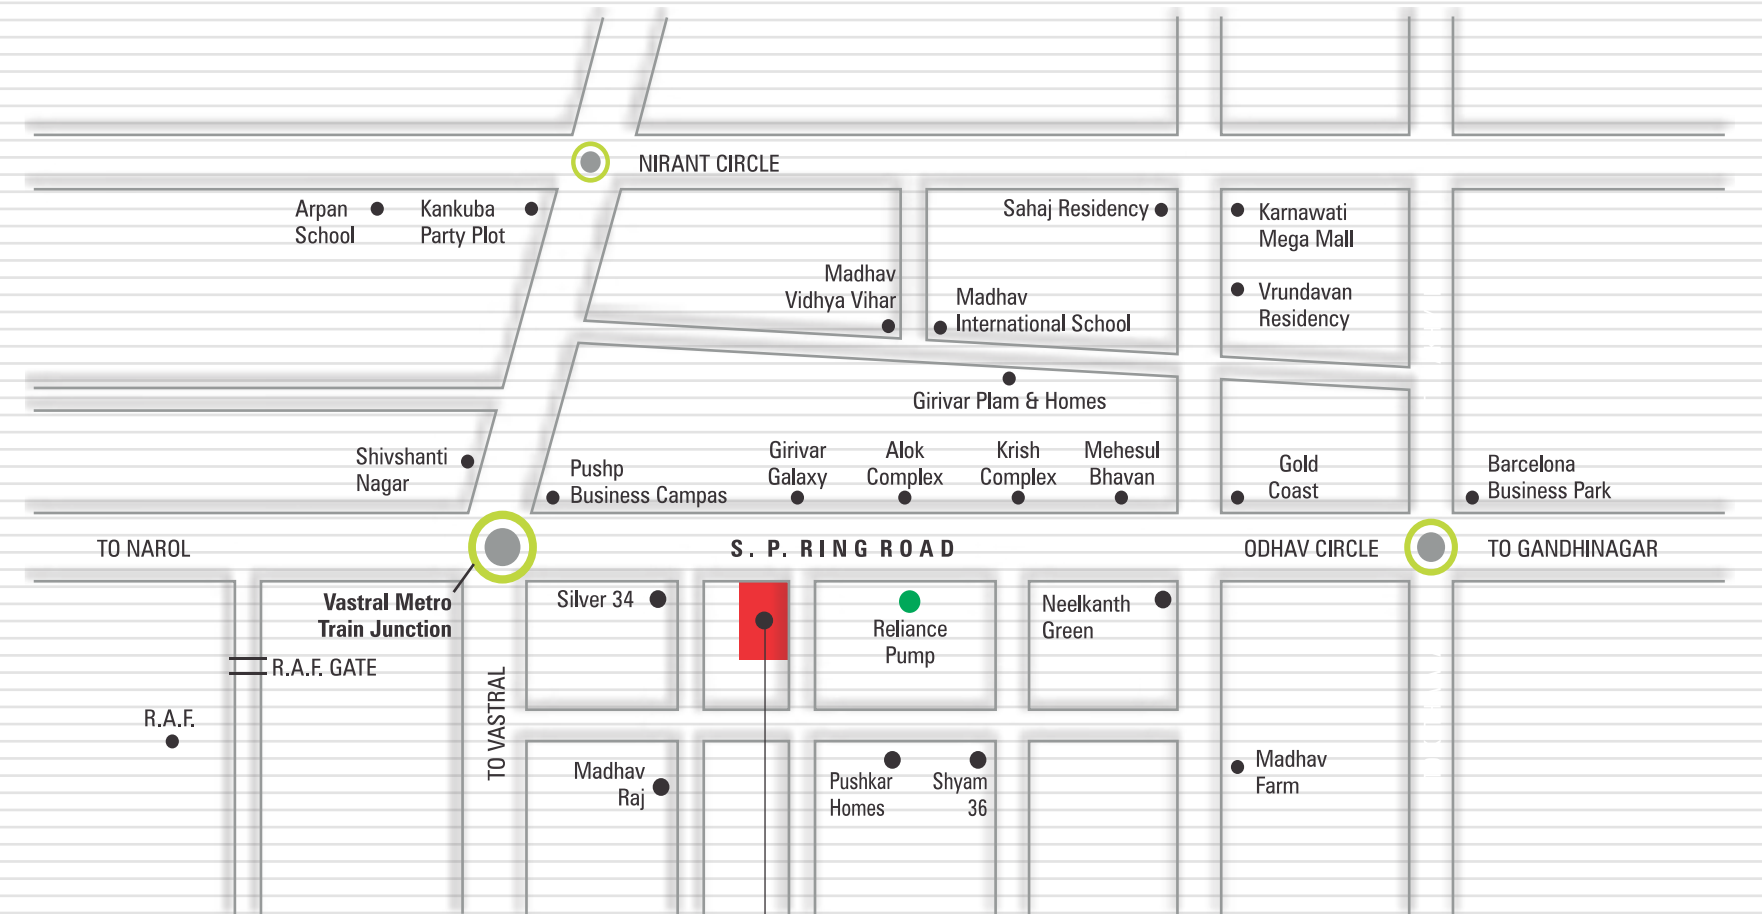 NIRANT CIRCLE
Arpan
School
Kankuba
Party Plot
Sahaj Residency
Karnawati
Mega Mall
Madhav
Vidhya Vihar
Madhav
International School
Vrundavan
Residency
Girivar Plam & Homes
Shivshanti
Nagar
Pushp
Business Campas
Girivar
Galaxy
Alok
Complex
Krish
Complex
Mehesul
Bhavan
Gold
Coast
Barcelona
Business Park
TO NAROL
S. P. RING ROAD
ODHAV CIRCLE
TO GANDHINAGAR
Vastral Metro
Train Junction
Silver 34
Reliance
Pump
Neelkanth
Green
R.A.F. GATE
R.A.F.
TO VASTRAL
Madhav
Raj
Pushkar
Homes
Shyam
36
Madhav
Farm